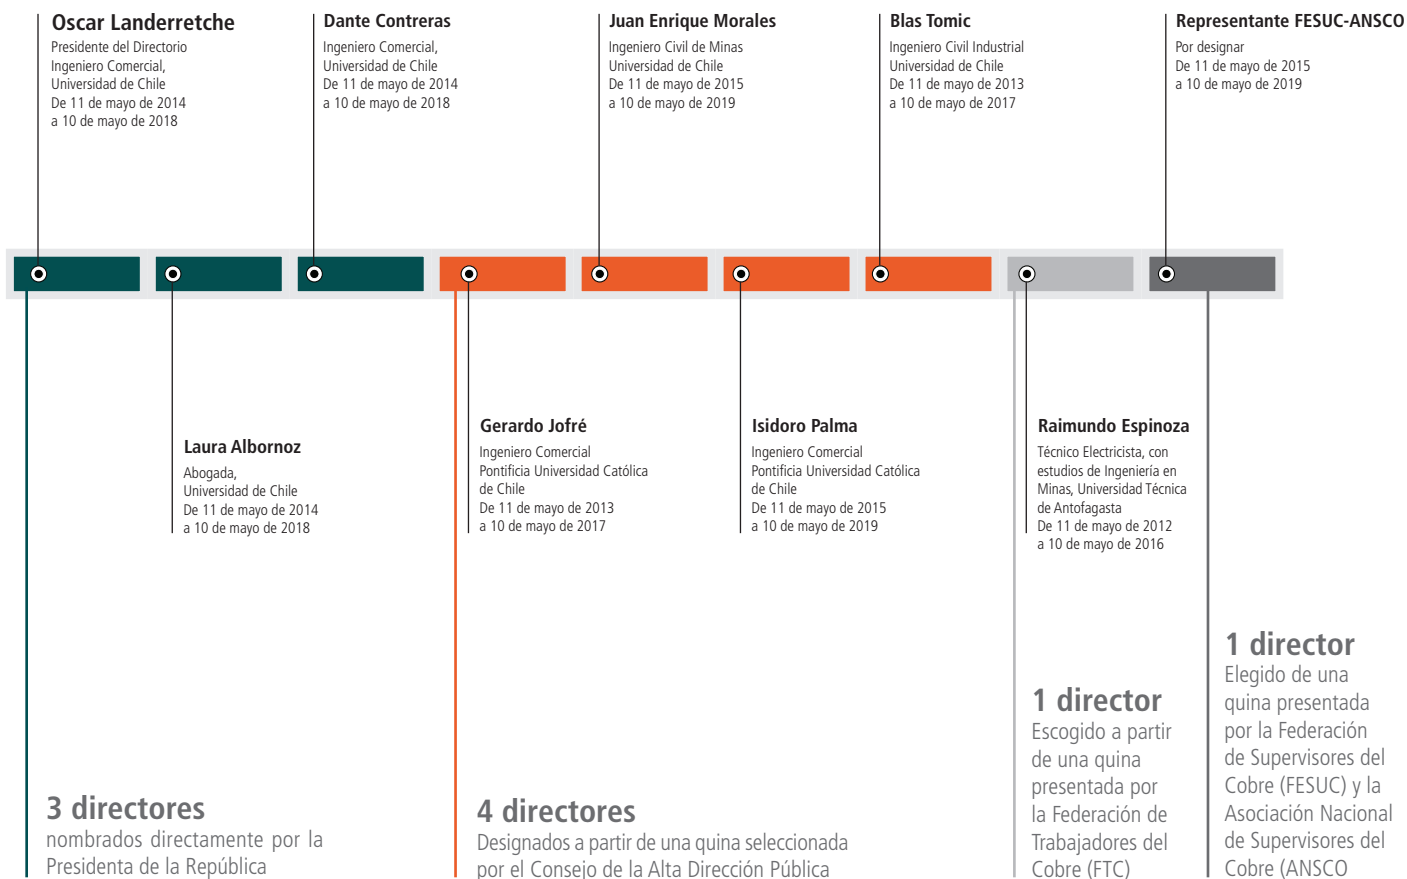 Oscar Landerretche
Presidente del Directorio
Ingeniero Comercial,
Universidad de Chile
De 11 de mayo de 2014
a 10 de mayo de 2018
Dante Contreras
Ingeniero Comercial,
Universidad de Chile
De 11 de mayo de 2014
a 10 de mayo de 2018
Juan Enrique Morales
Ingeniero Civil de Minas
Universidad de Chile
De 11 de mayo de 2015
a 10 de mayo de 2019
Blas Tomic
Ingeniero Civil Industrial
Universidad de Chile
De 11 de mayo de 2013
a 10 de mayo de 2017
Representante FESUC-ANSCO
Por designar
De 11 de mayo de 2015
a 10 de mayo de 2019
Laura Albornoz
Abogada,
Universidad de Chile
De 11 de mayo de 2014
a 10 de mayo de 2018
Gerardo Jofré
Ingeniero Comercial
Pontificia Universidad Católica
de Chile
De 11 de mayo de 2013
a 10 de mayo de 2017
Isidoro Palma
Ingeniero Comercial
Pontificia Universidad Católica
de Chile
De 11 de mayo de 2015
a 10 de mayo de 2019
Raimundo Espinoza
Técnico Electricista, con
estudios de Ingeniería en
Minas, Universidad Técnica
de Antofagasta
De 11 de mayo de 2012
a 10 de mayo de 2016
3 directores
nombrados directamente por la
Presidenta de la República
4 directores
Designados a partir de una quina seleccionada
por el Consejo de la Alta Dirección Pública
1 director
Escogido a partir
de una quina
presentada por
la Federación de
Trabajadores del
Cobre (FTC)
1 director
Elegido de una
quina presentada
por la Federación
de Supervisores del
Cobre (FESUC) y la
Asociación Nacional
de Supervisores del
Cobre (ANSCO